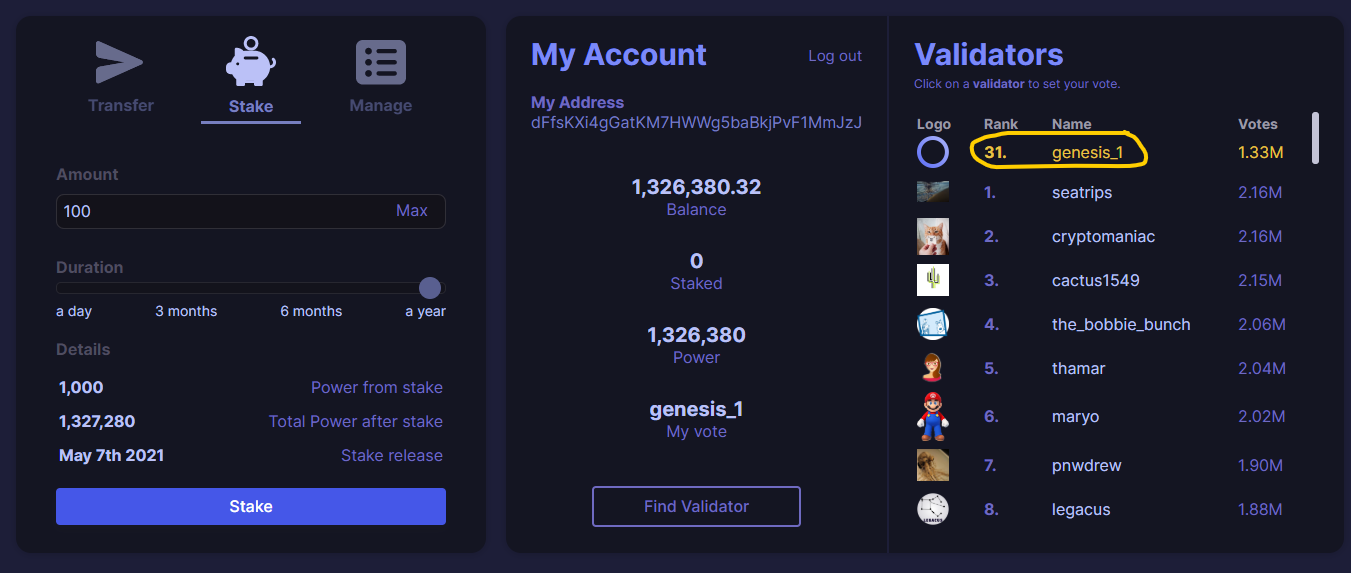 Transfer
Stake
Manage
Amount
100 Max
Duration
a day 3 months 6 months a year
Details
1,000 Power from stake
1,327,280 Total Power after stake
May 7th 2021 Stake release
Stake
My Account Log out
My Address
dFfsKXi4gGatKM7HWWg5baBkjPvF1MmJzJ
1,326,380.32
Balance
0
Staked
1,326,380
Power
genesis_1
My vote
Find Validator
Validators
Click on a validator to set your vote.
Logo Rank Name Votes
31. genesis_1 1.33M
1. seatrips 2.16M
2. cryptomaniac 2.16M
3. cactus1549 2.15M
4. the_bobbie_bunch 2.06M
5. thamar 2.04M
6. maryo 2.02M
7. pnwdrew 1.90M
LEGACUS
8. legacus 1.88M